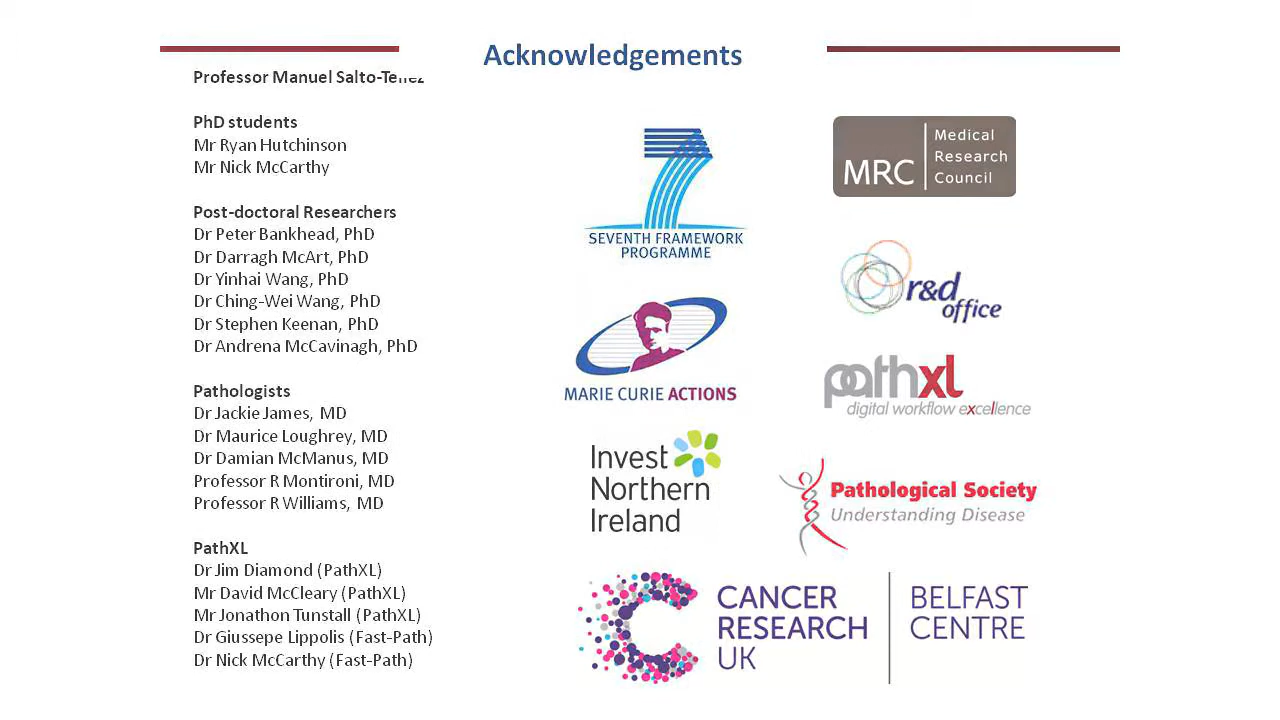 Acknowledgements
Professor Manuel Salto-Tellez
PhD students
Mr Ryan Hutchinson
Mr Nick McCarthy
Post-doctoral Researchers
Dr Peter Bankhead, PhD
Dr Darragh McArt, PhD
Dr Yinhai Wang, PhD
Dr Ching-Wei Wang, PhD
Dr Stephen Keenan, PhD
Dr Andrena McCavinagh, PhD
Pathologists
Dr Jackie James, MD
Dr Maurice Loughrey, MD
Dr Damian McManus, MD
Professor R Montironi, MD
Professor R Williams, MD
PathXL
Dr Jim Diamond (PathXL)
Mr David McCleary (PathXL)
Mr Jonathon Tunstall (PathXL)
Dr Giussepe Lippolis (Fast-Path)
Dr Nick McCarthy (Fast-Path)
7
SEVENTH FRAMEWORK
PROGRAMME
MARIE CURIE ACTIONS
Invest
Northern
Ireland
MRC
Medical
Research
Council
r&d
office
pathxl
digital workflow excellence
Pathological Society
Understanding Disease
CANCER
RESEARCH
UK
BELFAST
CENTRE